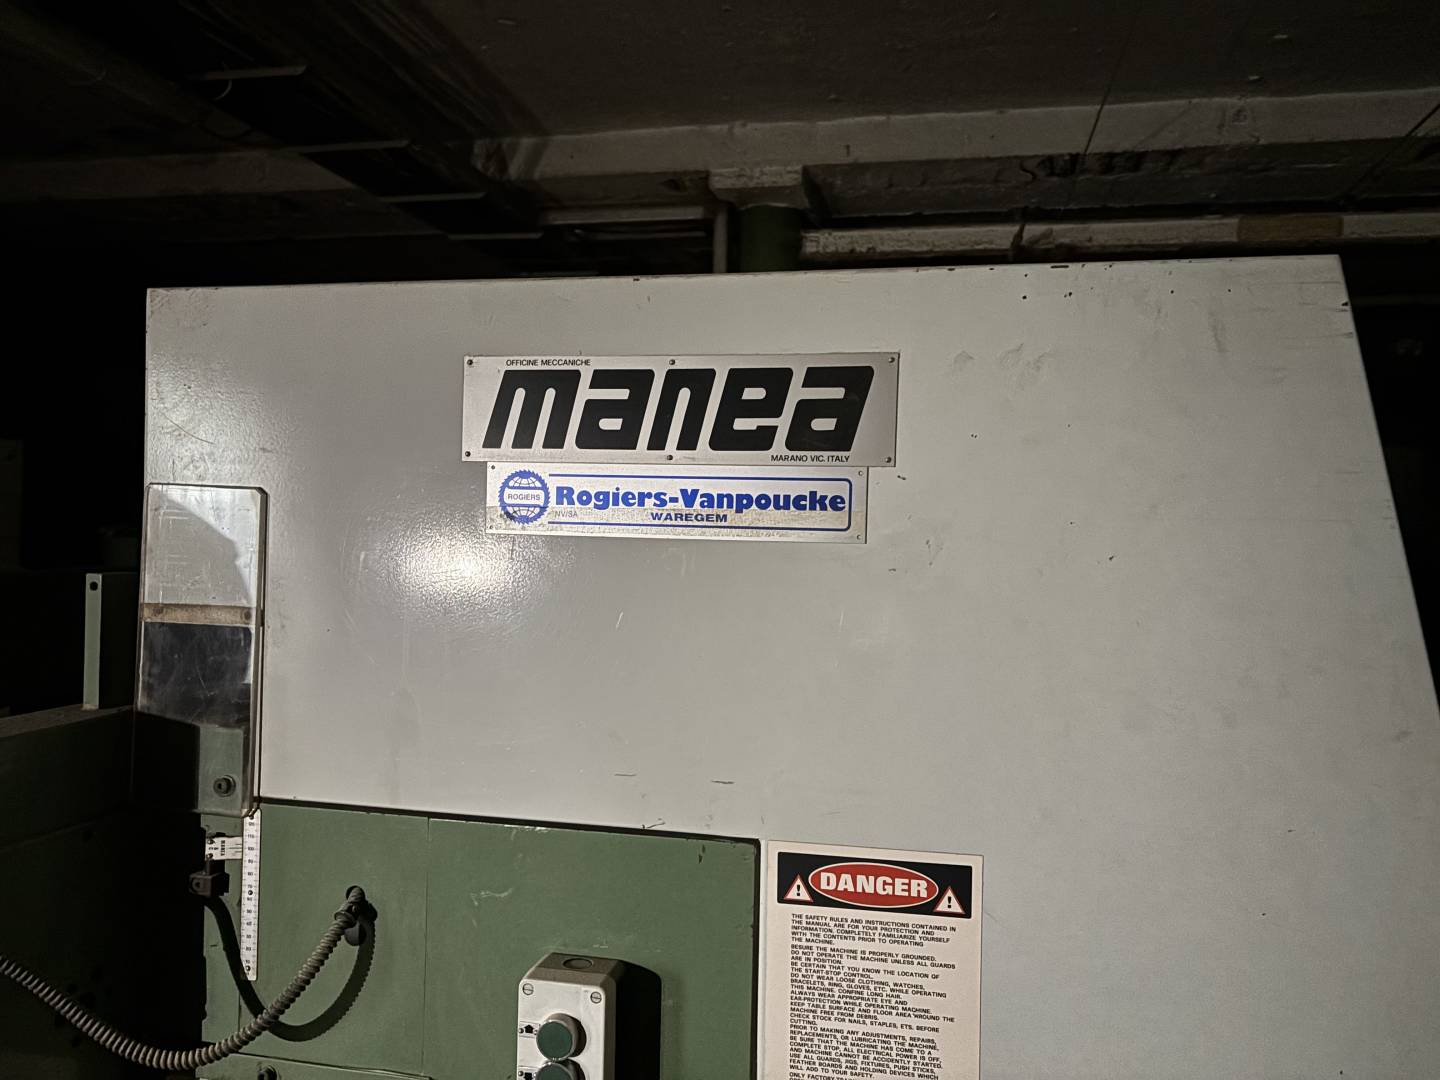 OFFICINE MECCANICHE
manea
MARANO VIC. ITALY
ROGIERS
Rogiers-Vanpoucke
NV/SA
WAREGEM
DANGER
THE SAFETY RULES AND INSTRUCTIONS CONTAINED IN
THE MANUAL ARE FOR YOUR PROTECTION AND
INFORMATION. COMPLETELY FAMILIARIZE YOURSELF
WITH THE CONTENTS PRIOR TO OPERATING
THE MACHINE.
BESURE THE MACHINE IS PROPERLY GROUNDED.
DO NOT OPERATE THE MACHINE UNLESS ALL GUARDS
ARE IN POSITION.
BE CERTAIN THAT YOU KNOW THE LOCATION OF
THE START-STOP CONTROL.
DO NOT WEAR LOOSE CLOTHING, WATCHES,
BRACELETS, RING, GLOVES, ETC. WHILE OPERATING
THIS MACHINE. CONFINE LONG HAIR.
ALWAYS WEAR APPROPRIATE EYE AND
EAR-PROTECTION WHILE OPERATING MACHINE.
KEEP TABLE SURFACE AND FLOOR AREA 'WROUND THE
MACHINE FREE FROM DEBRIS.
CHECK STOCK FOR NAILS, STAPLES, ETS. BEFORE
CUTTING.
PRIOR TO MAKING ANY ADJUSTMENTS, REPAIRS,
REPLACEMENTS, OR LUBRICATING THE MACHINE,
BE SURE THAT THE MACHINE HAS COME TO A
COMPLETE STOP, ALL ELECTRICAL POWER IS OFF,
AND MACHINE CANNOT BE ACCIDENTLY STARTED.
USE ALL GUARDS, JIGS, FIXTURES, PUSH STICKS,
FEATHER BOARDS AND HOLDING DEVICES WHICH
WILL ADD TO YOUR SAFETY.
ONLY